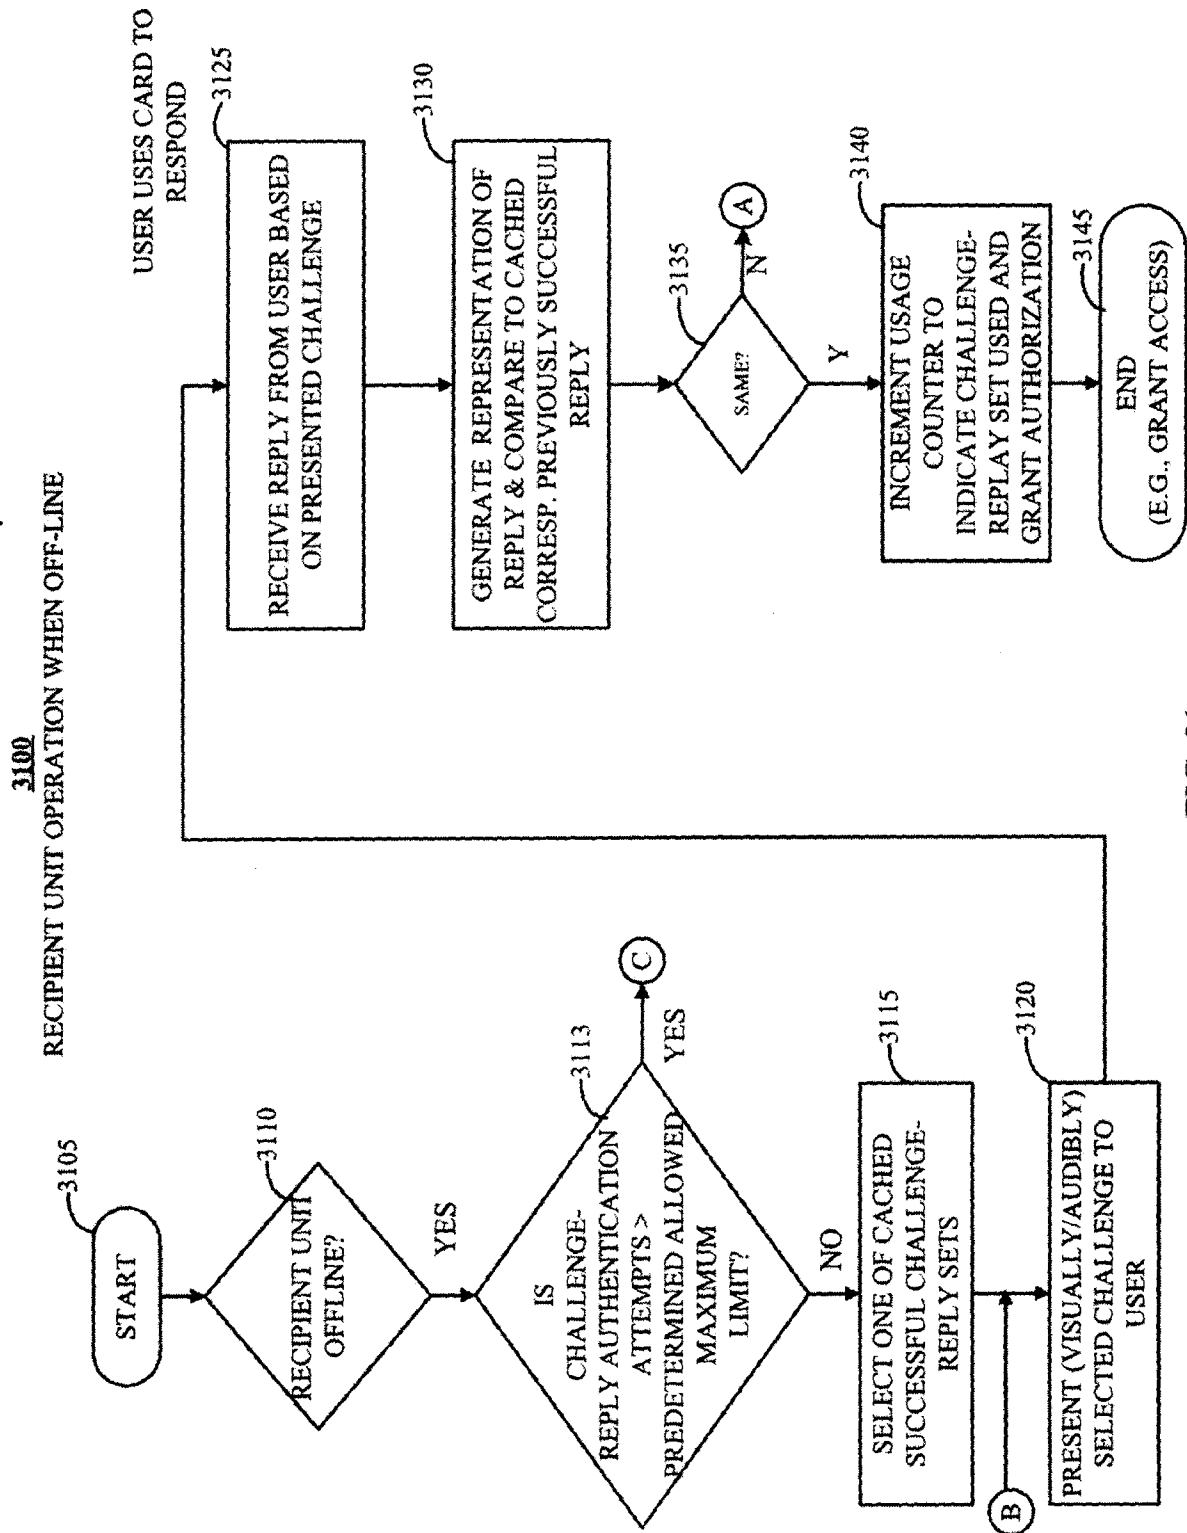 3100
RECIPIENT UNIT OPERATION WHEN OFF-LINE
3105
START
3110
RECIPIENT UNIT
OFFLINE?
YES
3113
IS
CHALLENGE-
REPLY AUTHENTICATION
ATTEMPTS >
PREDETERMINED ALLOWED
MAXIMUM
LIMIT?
YES
C
NO
3115
SELECT ONE OF CACHED
SUCCESSFUL CHALLENGE-
REPLY SETS
B
3120
PRESENT (VISUALLY/AUDIBLY)
SELECTED CHALLENGE TO
USER
USER USES CARD TO
RESPOND
3125
RECEIVE REPLY FROM USER BASED
ON PRESENTED CHALLENGE
3130
GENERATE REPRESENTATION OF
REPLY & COMPARE TO CACHED
CORRESP. PREVIOUSLY SUCCESSFUL
REPLY
3135
SAME?
N
A
Y
3140
INCREMENT USAGE
COUNTER TO
INDICATE CHALLENGE-
REPLAY SET USED AND
GRANT AUTHORIZATION
3145
END
(E.G., GRANT ACCESS)